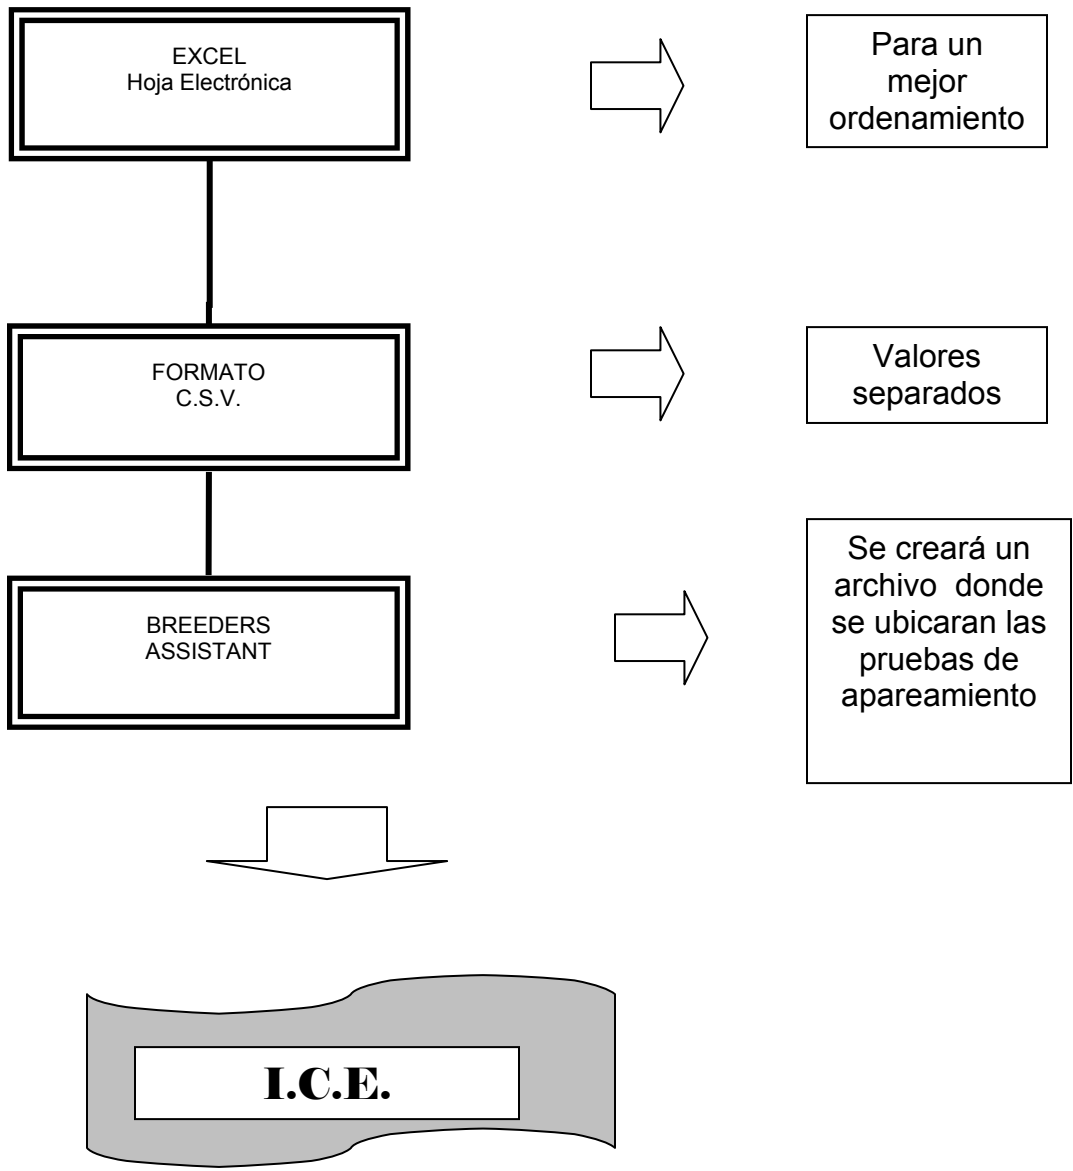 EXCEL
Hoja Electrónica
Para un
mejor
ordenamiento
FORMATO
C.S.V.
Valores
separados
BREEDERS
ASSISTANT
Se creará un
archivo donde
se ubicaran las
pruebas de
apareamiento
I.C.E.